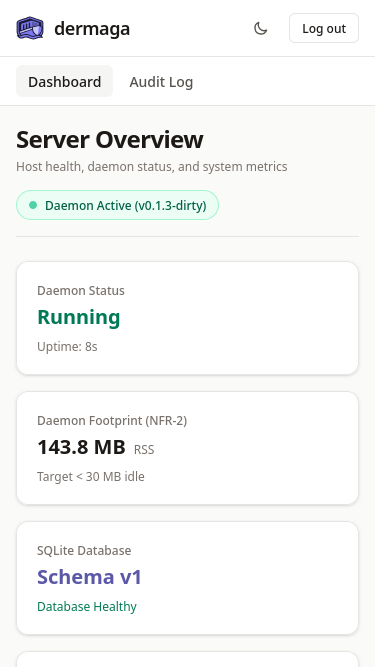 dermaga
Log out
Dashboard
Audit Log
Server Overview
Host health, daemon status, and system metrics
Daemon Active (v0.1.3-dirty)
Daemon Status
Running
Uptime: 8s
Daemon Footprint (NFR-2)
143.8 MB RSS
Target < 30 MB idle
SQLite Database
Schema v1
Database Healthy